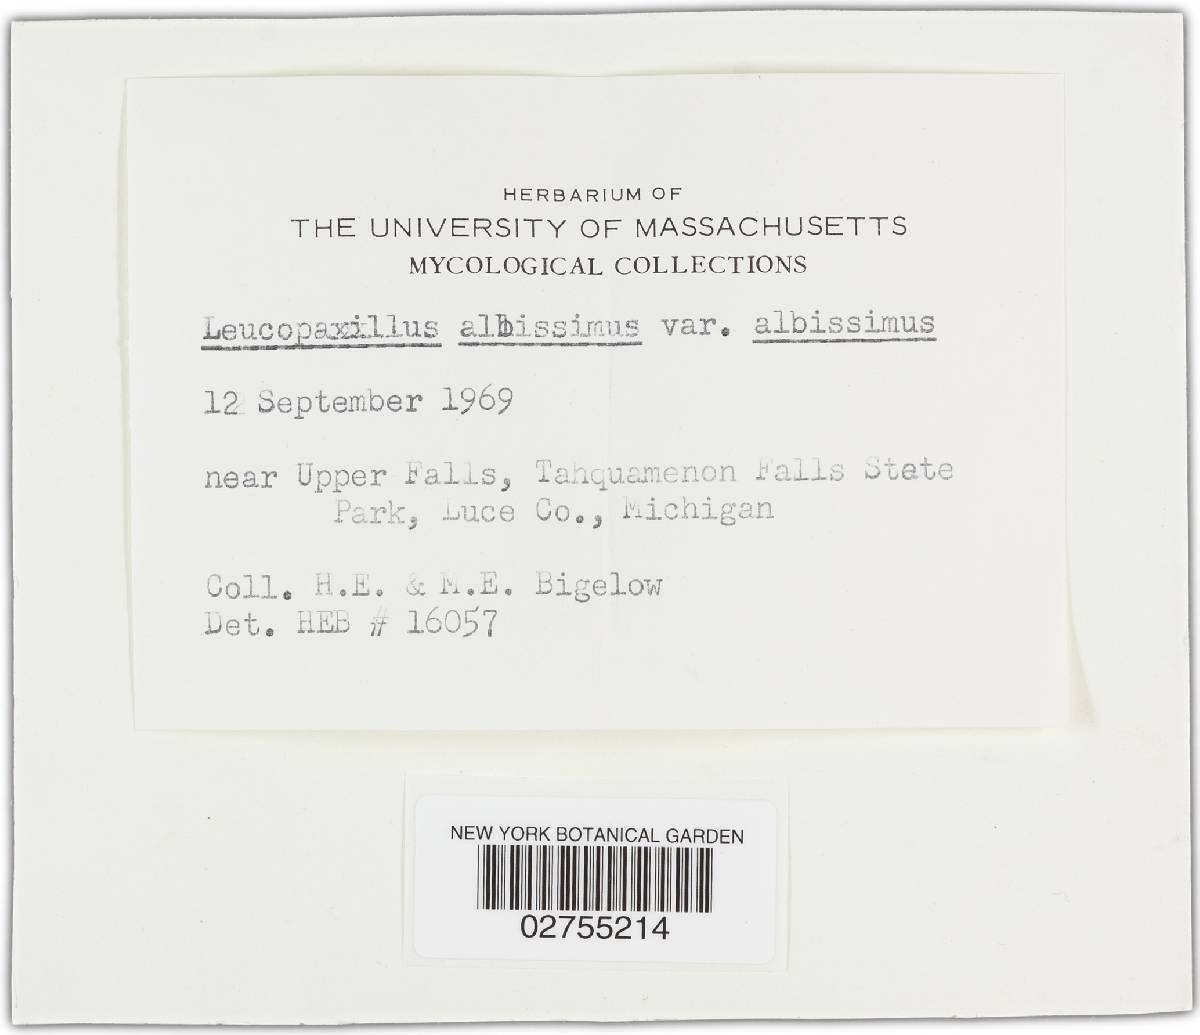 HERBARIUM OF
THE UNIVERSITY OF MASSACHUSETTS
MYCOLOGICAL COLLECTIONS
Leucopaxillus albissimus var. albissimus
12 September 1969
near Upper Falls, Tahquamenon Falls State
Park, Luce Co., Michigan
Coll. H.E. & M.E. Bigelow
Det. HEB # 16057
NEW YORK BOTANICAL GARDEN
02755214